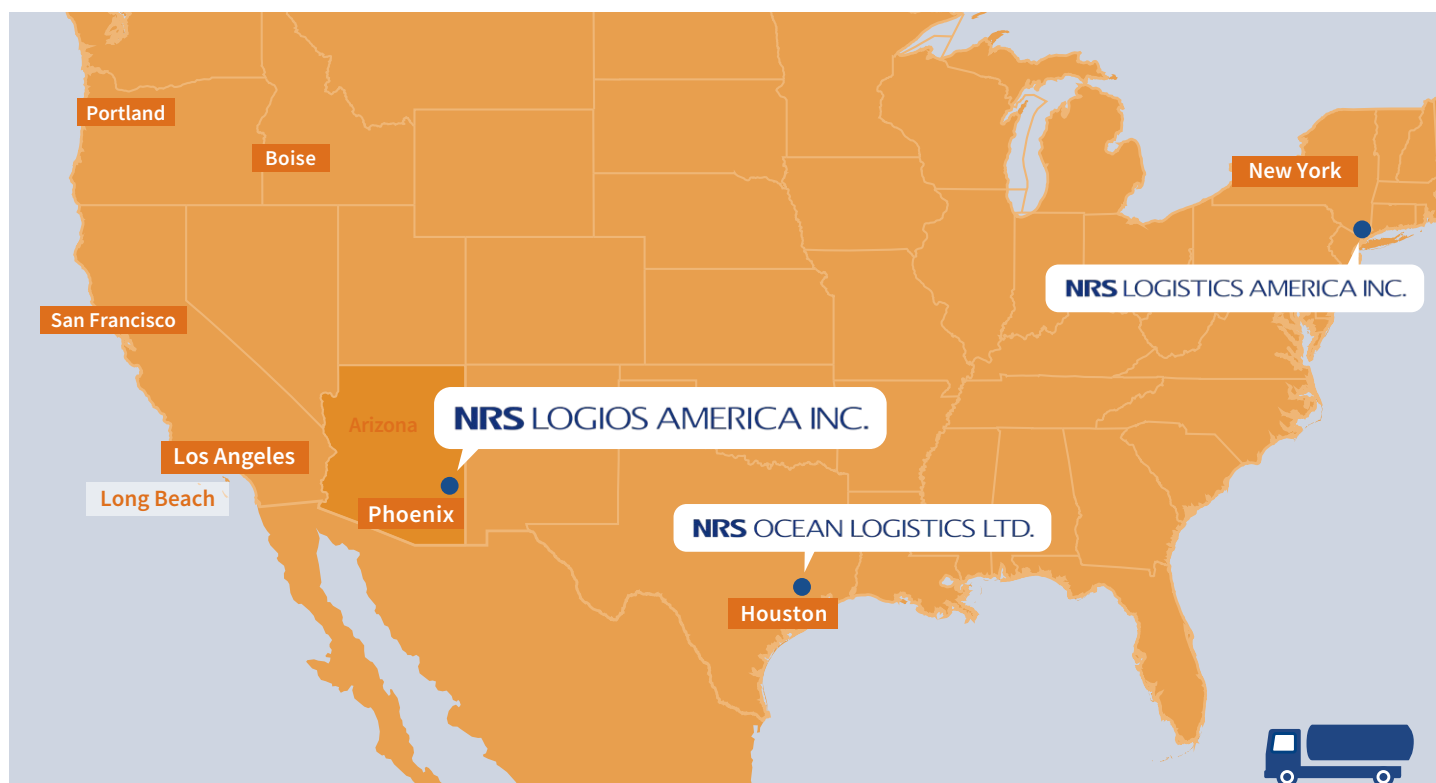 Portland
Boise
New York
NRS LOGISTICS AMERICA INC.
San Francisco
NRS LOGIOS AMERICA INC.
Arizona
Los Angeles
Long Beach
Phoenix
NRS OCEAN LOGISTICS LTD.
Houston